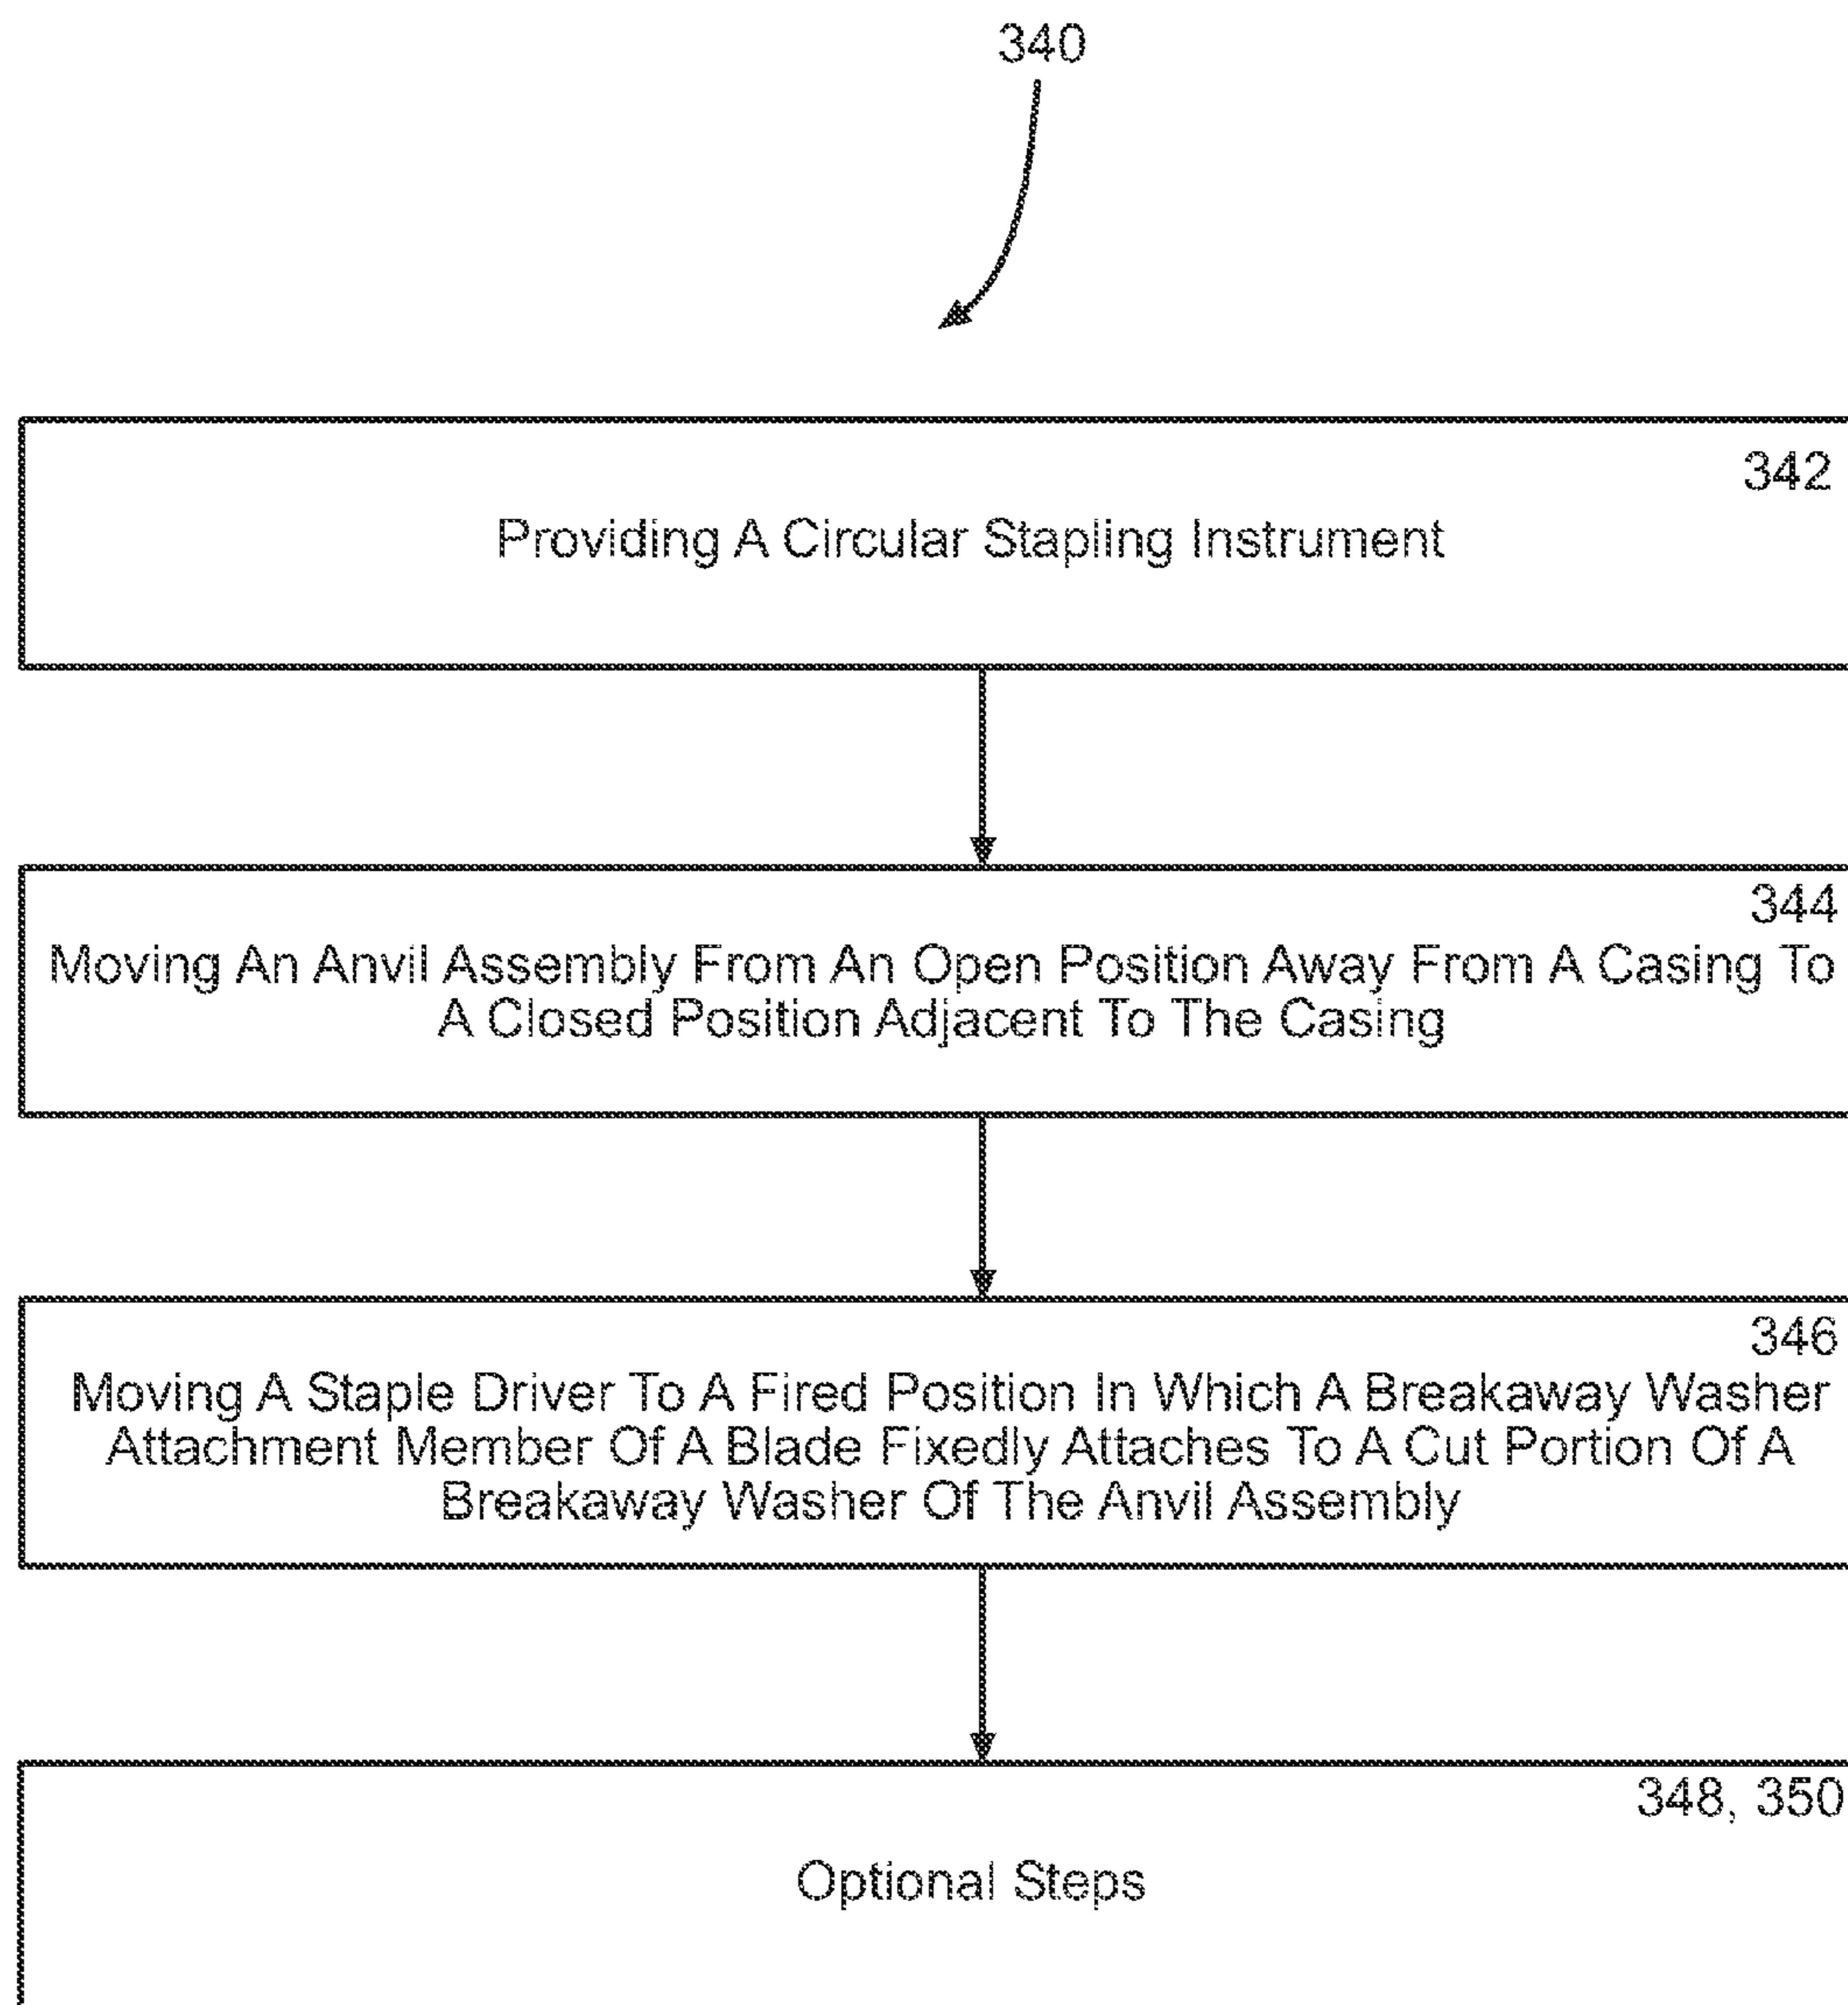 340
342
Providing A Circular Stapling Instrument
344
Moving An Anvil Assembly From An Open Position Away From A Casing To
A Closed Position Adjacent To The Casing
346
Moving A Staple Driver To A Fired Position In Which A Breakaway Washer
Attachment Member Of A Blade Fixedly Attaches To A Cut Portion Of A
Breakaway Washer Of The Anvil Assembly
348, 350
Optional Steps